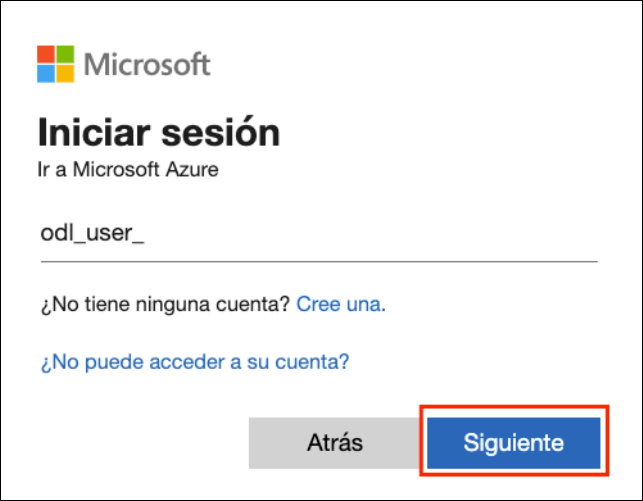 Microsoft
Iniciar sesión
Ir a Microsoft Azure
odl_user_
¿No tiene ninguna cuenta? Cree una.
¿No puede acceder a su cuenta?
Atrás Siguiente